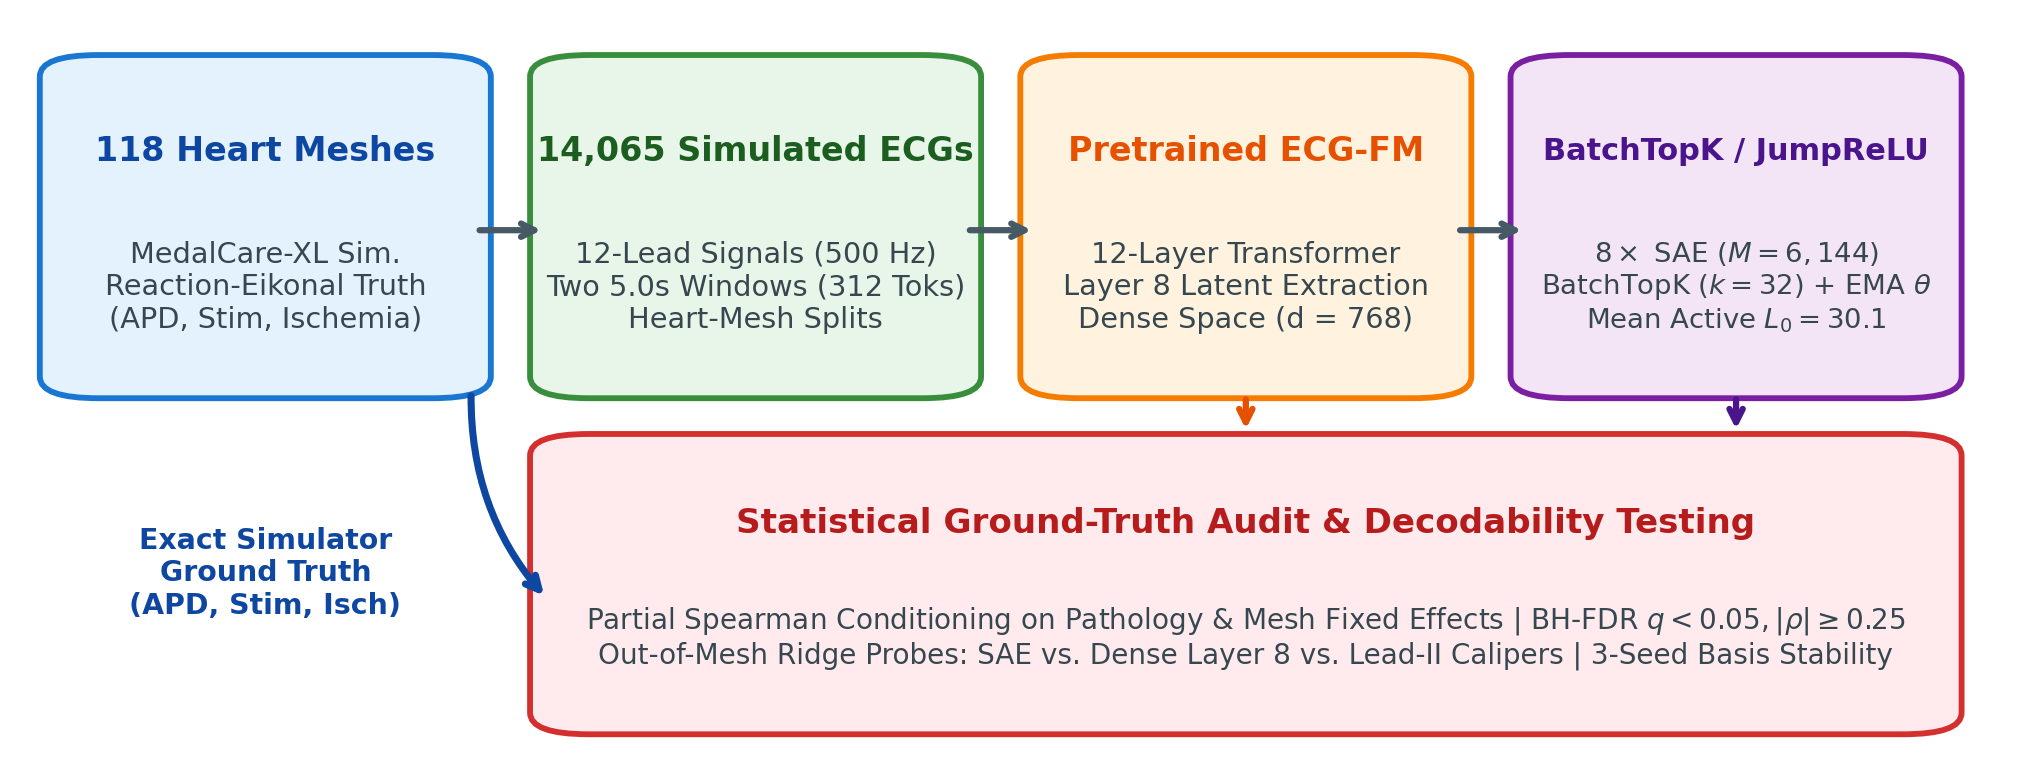 118 Heart Meshes
MedalCare-XL Sim.
Reaction-Eikonal Truth
(APD, Stim, Ischemia)
14,065 Simulated ECGs
12-Lead Signals (500 Hz)
Two 5.0s Windows (312 Toks)
Heart-Mesh Splits
Pretrained ECG-FM
12-Layer Transformer
Layer 8 Latent Extraction
Dense Space (d = 768)
BatchTopK / JumpReLU
8× SAE (M = 6,144)
BatchTopK (k = 32) + EMA θ
Mean Active L₀ = 30.1
Exact Simulator
Ground Truth
(APD, Stim, Isch)
Statistical Ground-Truth Audit & Decodability Testing
Partial Spearman Conditioning on Pathology & Mesh Fixed Effects | BH-FDR q < 0.05, |ρ| ≥ 0.25
Out-of-Mesh Ridge Probes: SAE vs. Dense Layer 8 vs. Lead-II Calipers | 3-Seed Basis Stability